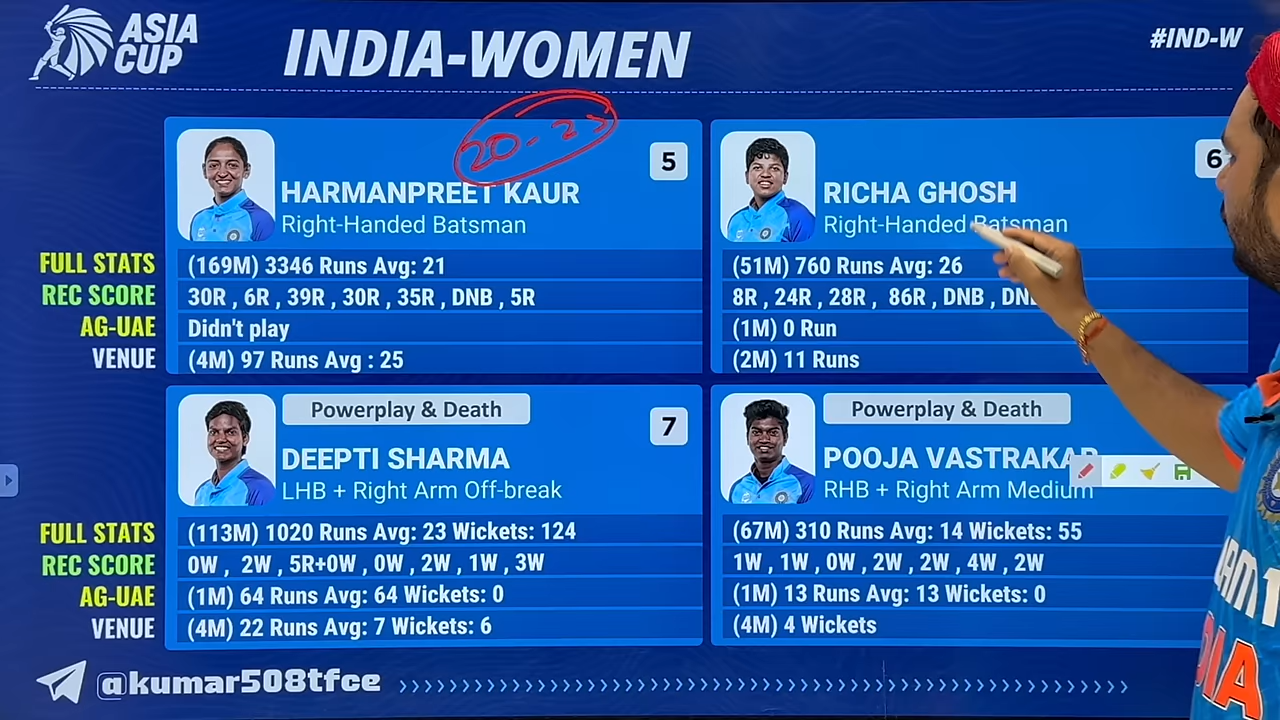 ASIA
CUP
INDIA-WOMEN
#IND-W
20-25
5
HARMANPREET KAUR
Right-Handed Batsman
FULL STATS
(169M) 3346 Runs Avg: 21
REC SCORE
30R , 6R , 39R , 30R , 35R , DNB , 5R
AG-UAE
Didn't play
VENUE
(4M) 97 Runs Avg : 25
6
RICHA GHOSH
Right-Handed Batsman
(51M) 760 Runs Avg: 26
8R , 24R , 28R , 86R , DNB ,
(1M) 0 Run
(2M) 11 Runs
Powerplay & Death
7
DEEPTI SHARMA
LHB + Right Arm Off-break
FULL STATS
(113M) 1020 Runs Avg: 23 Wickets: 124
REC SCORE
0W , 2W , 5R+0W , 0W , 2W , 1W , 3W
AG-UAE
(1M) 64 Runs Avg: 64 Wickets: 0
VENUE
(4M) 22 Runs Avg: 7 Wickets: 6
Powerplay & Death
POOJA VASTRAKAR
RHB + Right Arm Medium
(67M) 310 Runs Avg: 14 Wickets: 55
1W , 1W , 0W , 2W , 2W , 4W , 2W
(1M) 13 Runs Avg: 13 Wickets: 0
(4M) 4 Wickets
@kumar508tfce